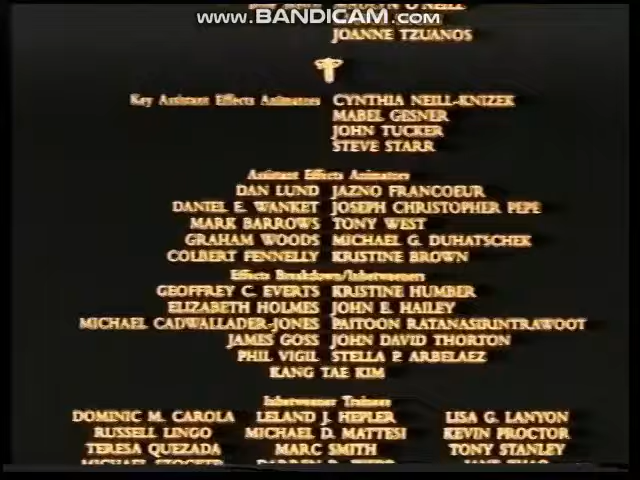 www.BANDICAM.com
JOANNE TZUANOS
Key Assistant Effects Animators CYNTHIA NEILL-KNIZEK
MABEL GESNER
JOHN TUCKER
STEVE STARR
Assistant Effects Animators
DAN LUND JAZNO FRANCOEUR
DANIEL E. WANKET JOSEPH CHRISTOPHER PEPE
MARK BARROWS TONY WEST
GRAHAM WOODS MICHAEL G. DUHATSCHEK
COLBERT FENNELLY KRISTINE BROWN
Effects Breakdown/Inbetweeners
GEOFFREY C. EVERTS KRISTINE HUMBER
ELIZABETH HOLMES JOHN E. HAILEY
MICHAEL CADWALLADER-JONES PAITOON RATANASIRINTRAWOOT
JAMES GOSS JOHN DAVID THORTON
PHIL VIGIL STELLA P. ARBELAEZ
KANG TAE KIM
Inbetweener Trainees
DOMINIC M. CAROLA LELAND J. HEPLER LISA G. LANYON
RUSSELL LINGO MICHAEL D. MATTESI KEVIN PROCTOR
TERESA QUEZADA MARC SMITH TONY STANLEY